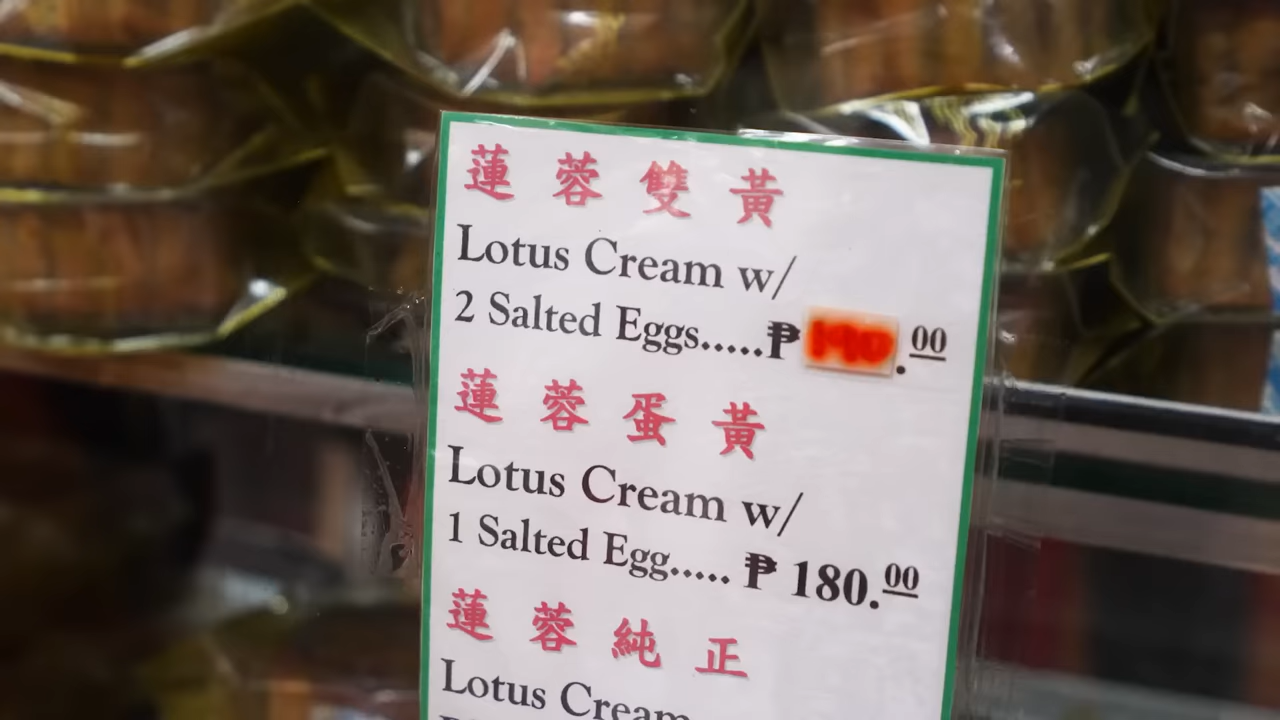 蓮蓉雙黃
Lotus Cream w/
2 Salted Eggs.....₱ .00
蓮蓉蛋黃
Lotus Cream w/
1 Salted Egg..... ₱ 180.00
蓮蓉純正
Lotus Cream